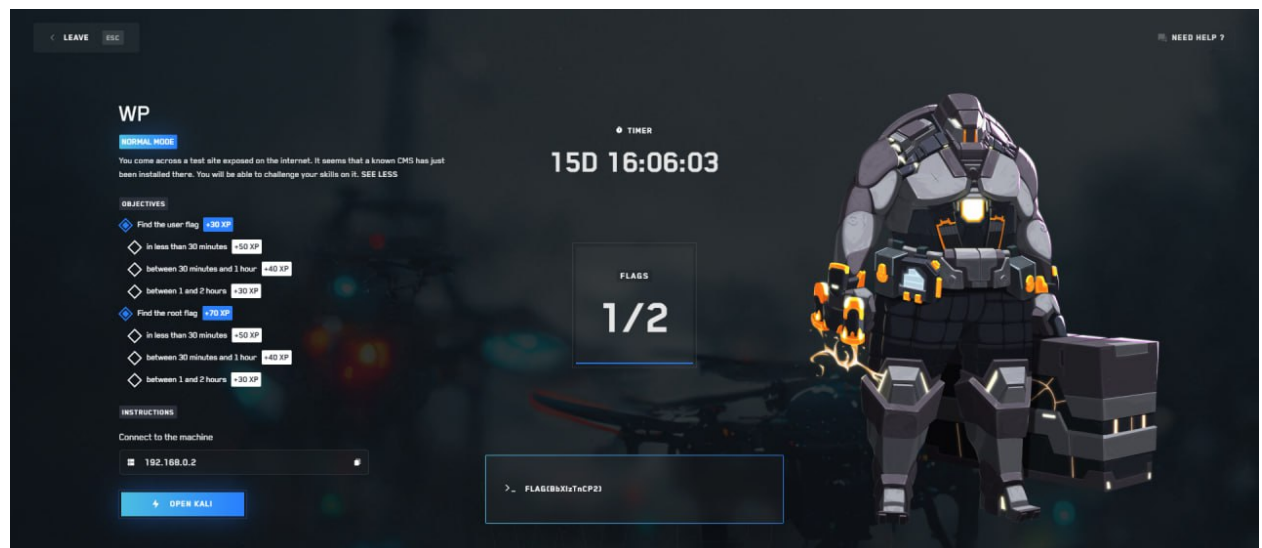 LEAVE ESC
NEED HELP ?
WP
NORMAL MODE
You come across a test site exposed on the internet. It seems that a known CMS has just
been installed there. You will be able to challenge your skills on it. SEE LESS
OBJECTIVES
Find the user flag +30 XP
in less than 30 minutes +50 XP
between 30 minutes and 1 hour +40 XP
between 1 and 2 hours +30 XP
Find the root flag +70 XP
in less than 30 minutes +50 XP
between 30 minutes and 1 hour +40 XP
between 1 and 2 hours +30 XP
INSTRUCTIONS
Connect to the machine
192.168.0.2
OPEN KALI
TIMER
15D 16:06:03
FLAGS
1/2
>_ FLAG{BbXIzTnCP2}